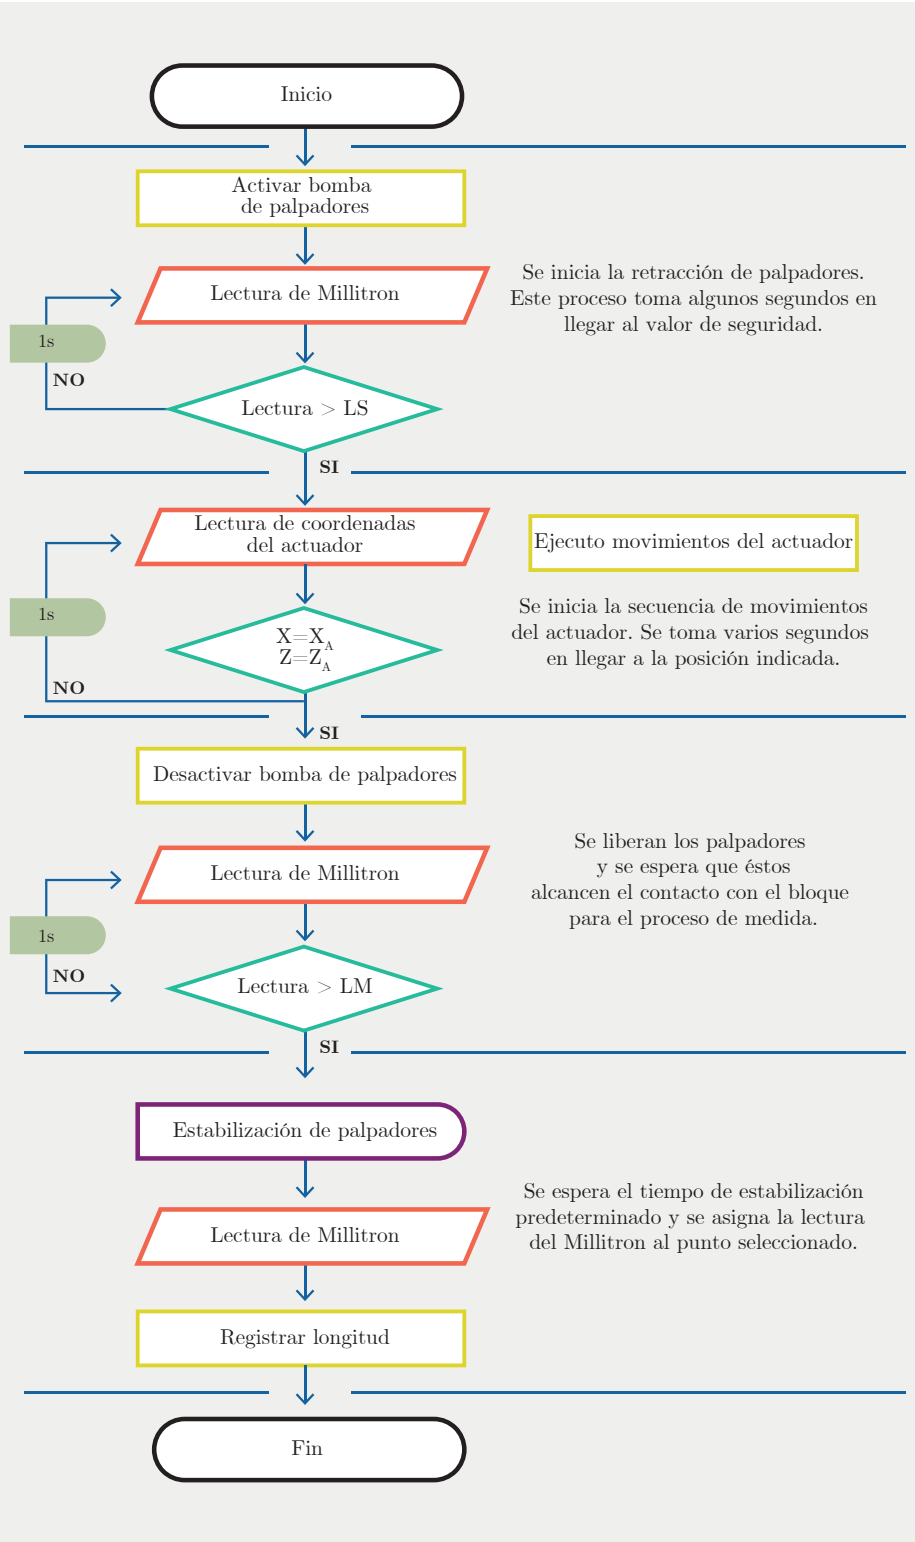 Inicio
Activar bomba
de palpadores
Lectura de Millitron
Se inicia la retracción de palpadores.
Este proceso toma algunos segundos en
llegar al valor de seguridad.
1s
NO
Lectura > LS
SI
Lectura de coordenadas
del actuador
Ejecuto movimientos del actuador
Se inicia la secuencia de movimientos
del actuador. Se toma varios segundos
en llegar a la posición indicada.
1s
X=X_A
Z=Z_A
NO
SI
Desactivar bomba de palpadores
Lectura de Millitron
Se liberan los palpadores
y se espera que éstos
alcancen el contacto con el bloque
para el proceso de medida.
1s
NO
Lectura > LM
SI
Estabilización de palpadores
Lectura de Millitron
Se espera el tiempo de estabilización
predeterminado y se asigna la lectura
del Millitron al punto seleccionado.
Registrar longitud
Fin